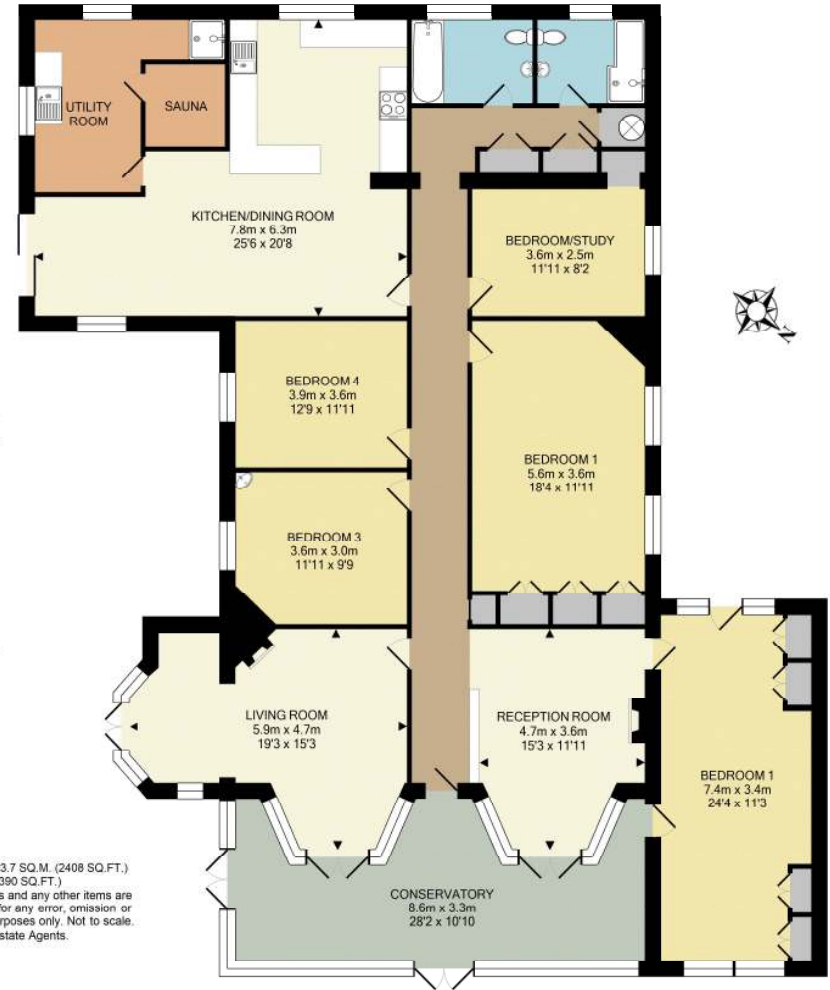 UTILITY
ROOM
SAUNA
KITCHEN/DINING ROOM
7.8m x 6.3m
25'6 x 20'8
BEDROOM/STUDY
3.6m x 2.5m
11'11 x 8'2
N
BEDROOM 4
3.9m x 3.6m
12'9 x 11'11
BEDROOM 1
5.6m x 3.6m
18'4 x 11'11
BEDROOM 3
3.6m x 3.0m
11'11 x 9'9
LIVING ROOM
5.9m x 4.7m
19'3 x 15'3
RECEPTION ROOM
4.7m x 3.6m
15'3 x 11'11
BEDROOM 1
7.4m x 3.4m
24'4 x 11'3
CONSERVATORY
8.6m x 3.3m
28'2 x 10'10
3.7 SQ.M. (2408 SQ.FT.)
390 SQ.FT.)
s and any other items are
for any error, omission or
rposes only. Not to scale.
state Agents.